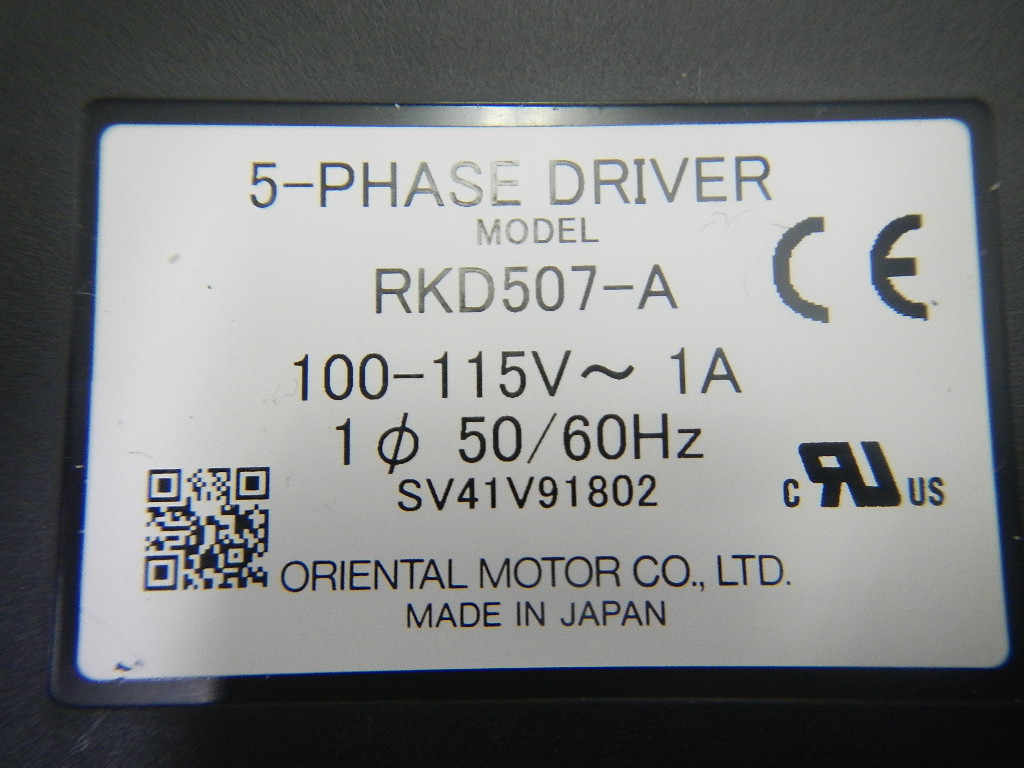 5-PHASE DRIVER
MODEL
RKD507-A
CE
100-115V～ 1A
1φ 50/60Hz
SV41V91802
C RU US
ORIENTAL MOTOR CO., LTD.
MADE IN JAPAN